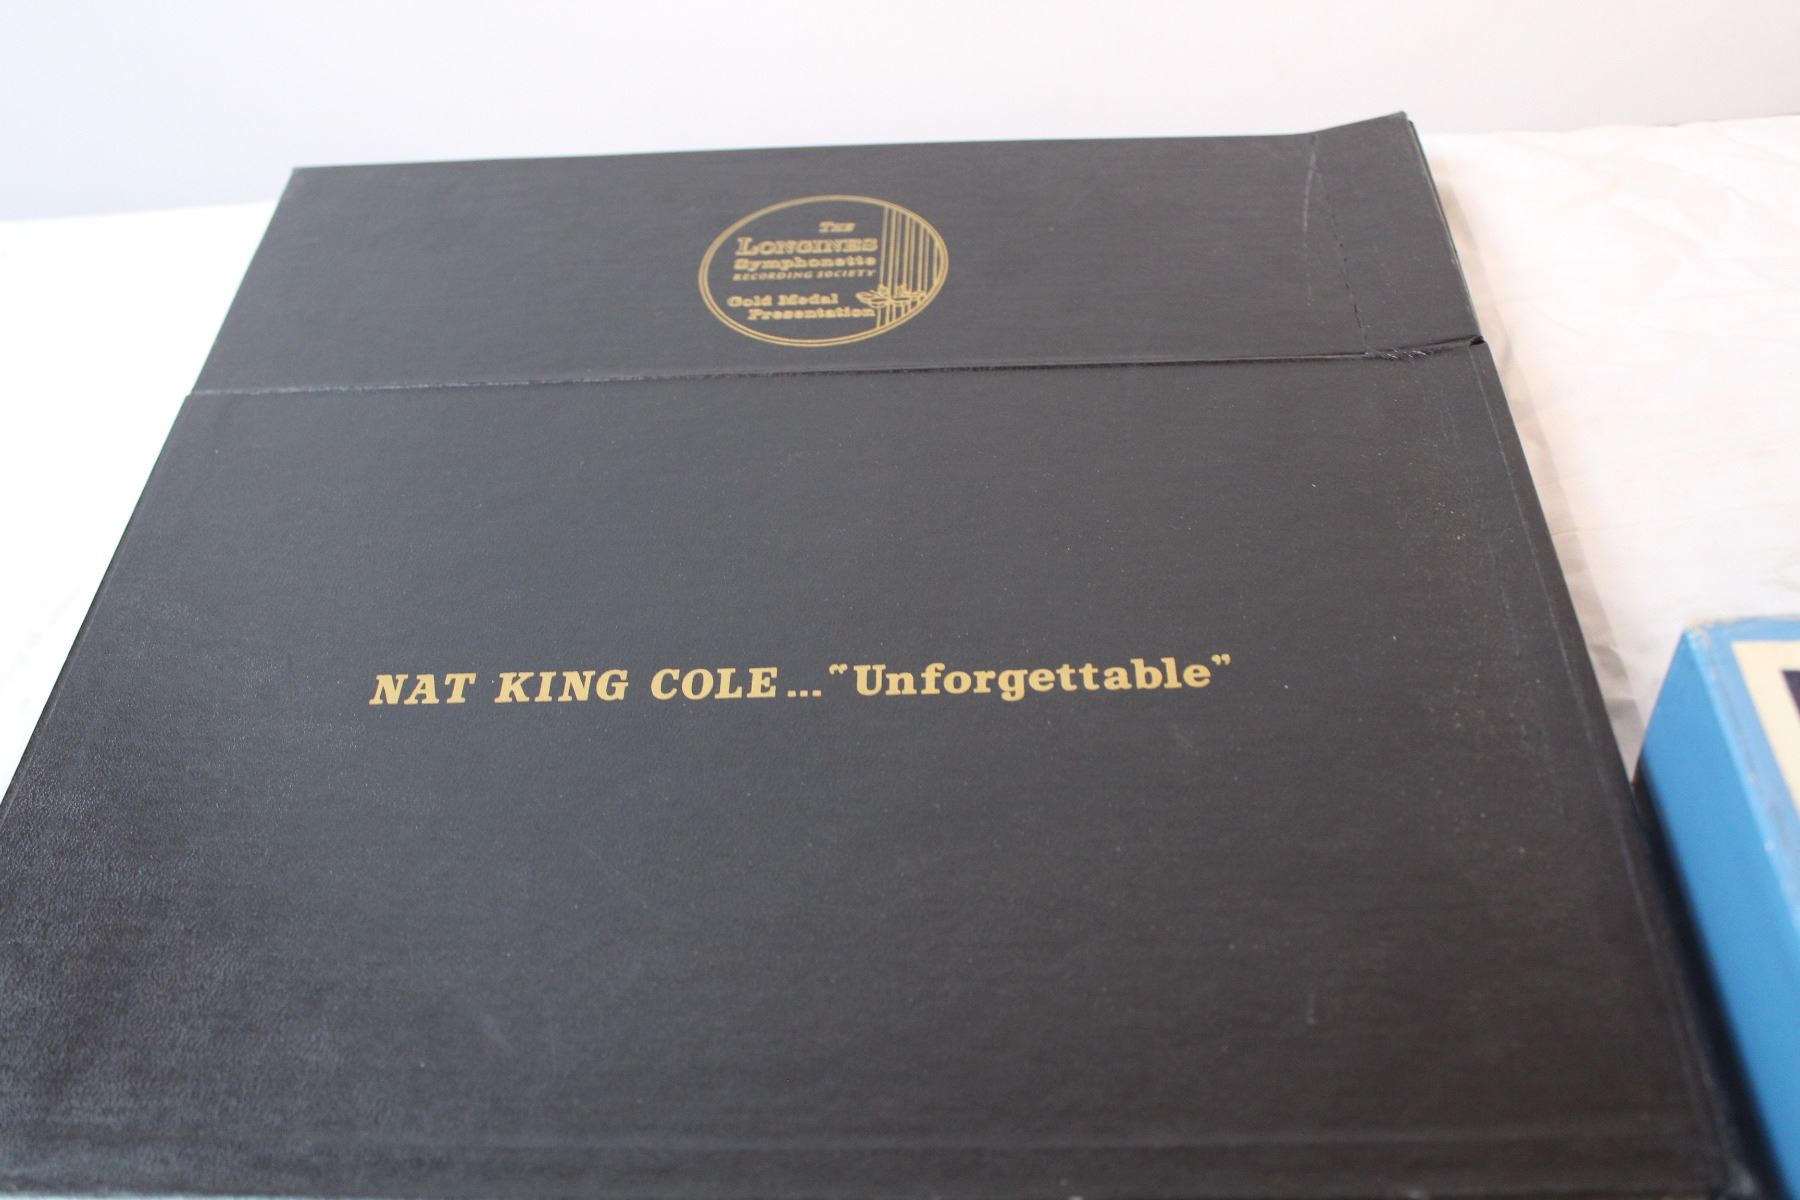 THE
LONGINES
Symphonette
RECORDING SOCIETY
Gold Medal
Presentation
NAT KING COLE... "Unforgettable"